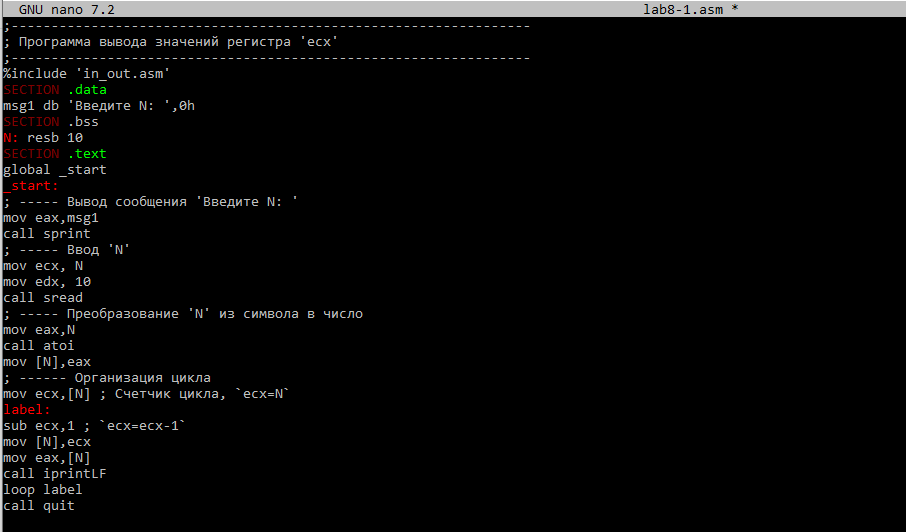 GNU nano 7.2 lab8-1.asm *
;-----------------------------------------------------------------
; Программа вывода значений регистра 'ecx'
;-----------------------------------------------------------------
%include 'in_out.asm'
SECTION .data
msg1 db 'Введите N: ',0h
SECTION .bss
N: resb 10
SECTION .text
global _start
_start:
; ----- Вывод сообщения 'Введите N: '
mov eax,msg1
call sprint
; ----- Ввод 'N'
mov ecx, N
mov edx, 10
call sread
; ----- Преобразование 'N' из символа в число
mov eax,N
call atoi
mov [N],eax
; ------ Организация цикла
mov ecx,[N] ; Счетчик цикла, `ecx=N`
label:
sub ecx,1 ; `ecx=ecx-1`
mov [N],ecx
mov eax,[N]
call iprintLF
loop label
call quit